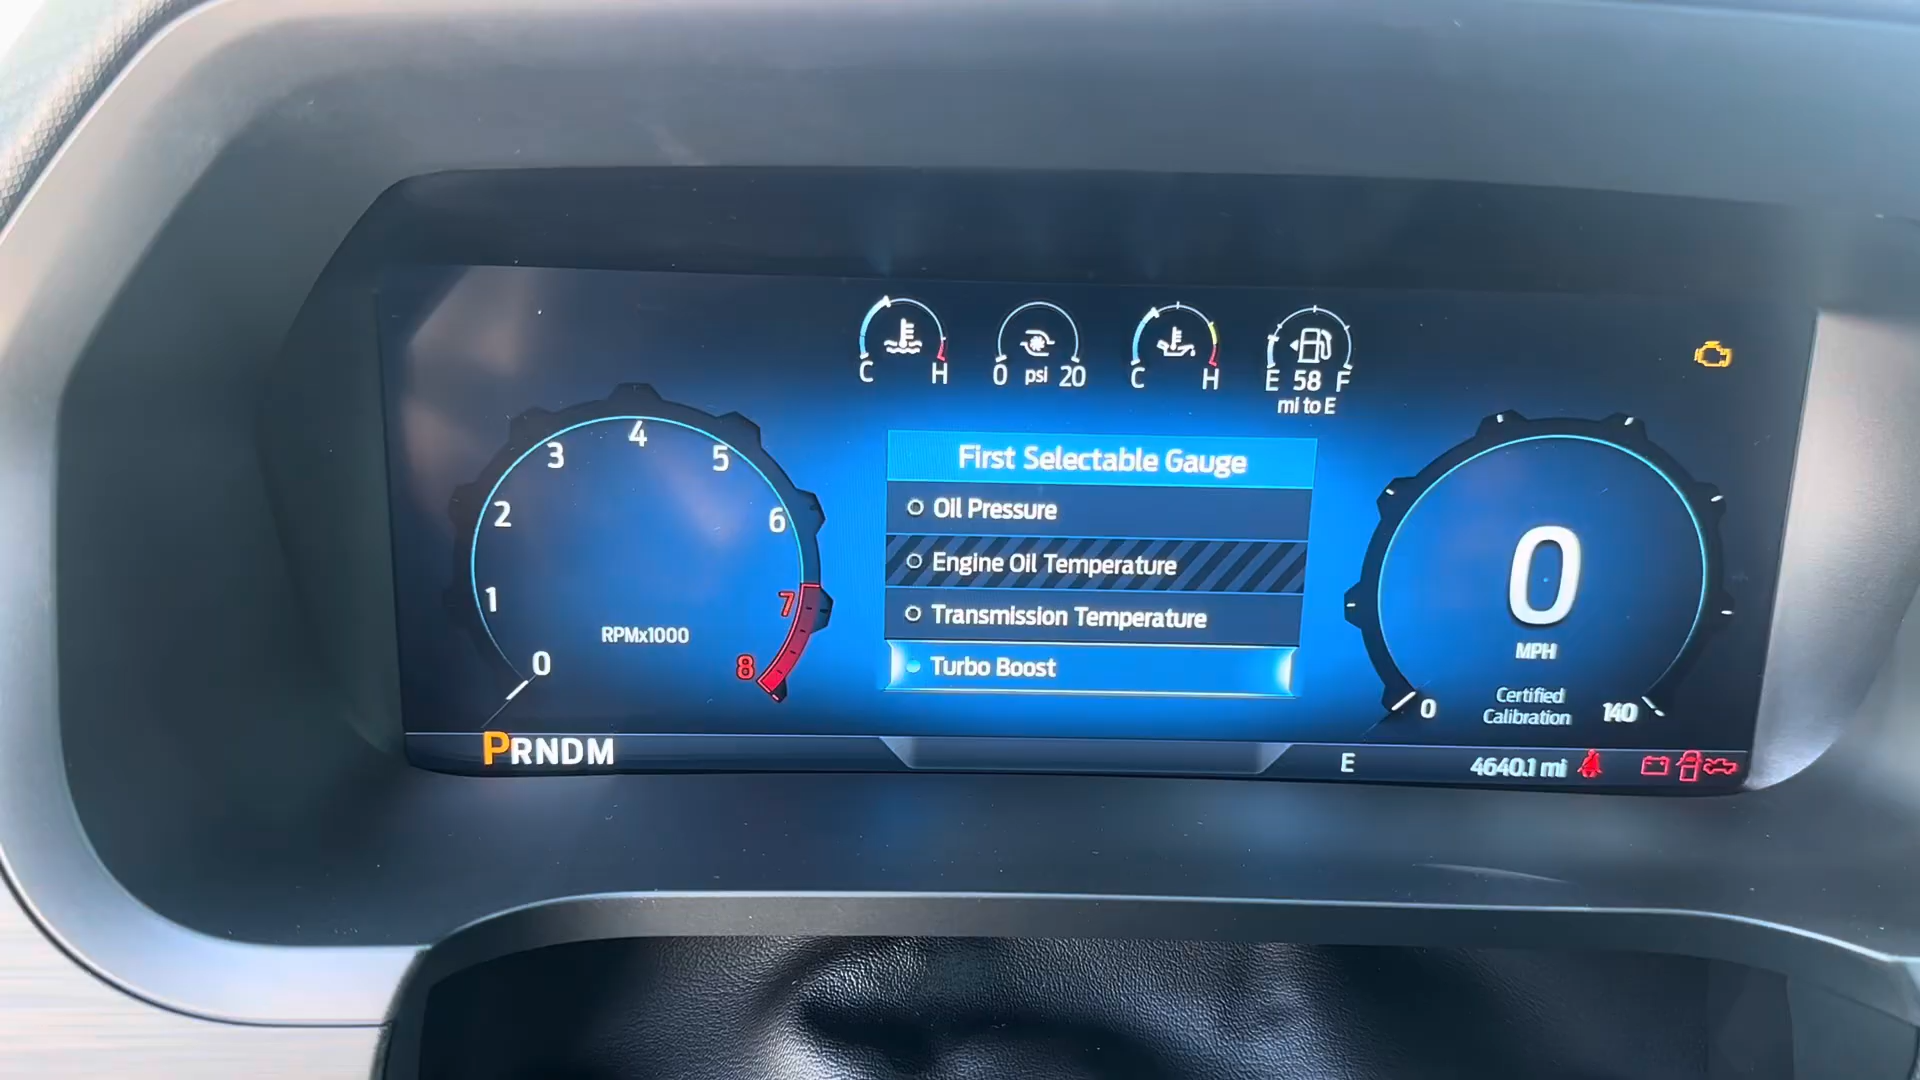 C H
0 psi 20
C H
E 58 F
mi to E
First Selectable Gauge
Oil Pressure
Engine Oil Temperature
Transmission Temperature
Turbo Boost
0
1
2
3
4
5
6
7
8
RPMx1000
0
MPH
Certified
Calibration
0
140
PRNDM
E
4640.1 mi